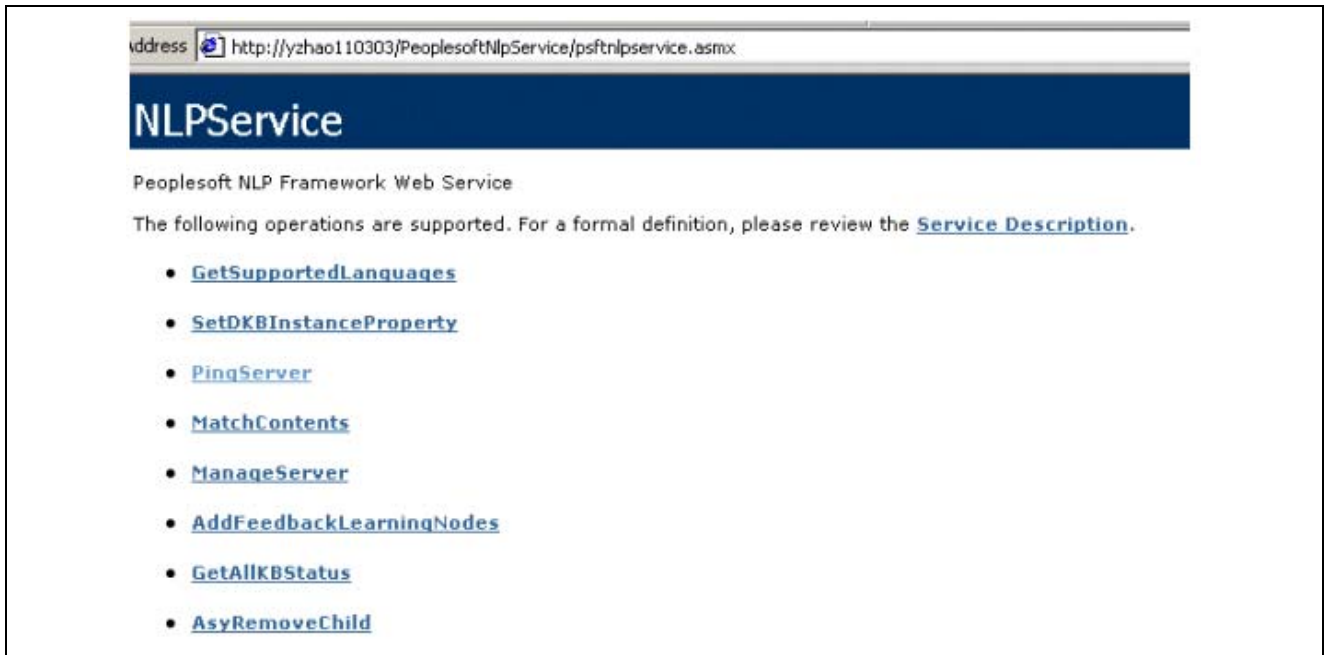 Address http://yzhao110303/PeoplesoftNlpService/psftnlpservice.asmx
NLPService
Peoplesoft NLP Framework Web Service
The following operations are supported. For a formal definition, please review the Service Description.
• GetSupportedLanguages
• SetDKBInstanceProperty
• PingServer
• MatchContents
• ManageServer
• AddFeedbackLearningNodes
• GetAllKBStatus
• AsyRemoveChild